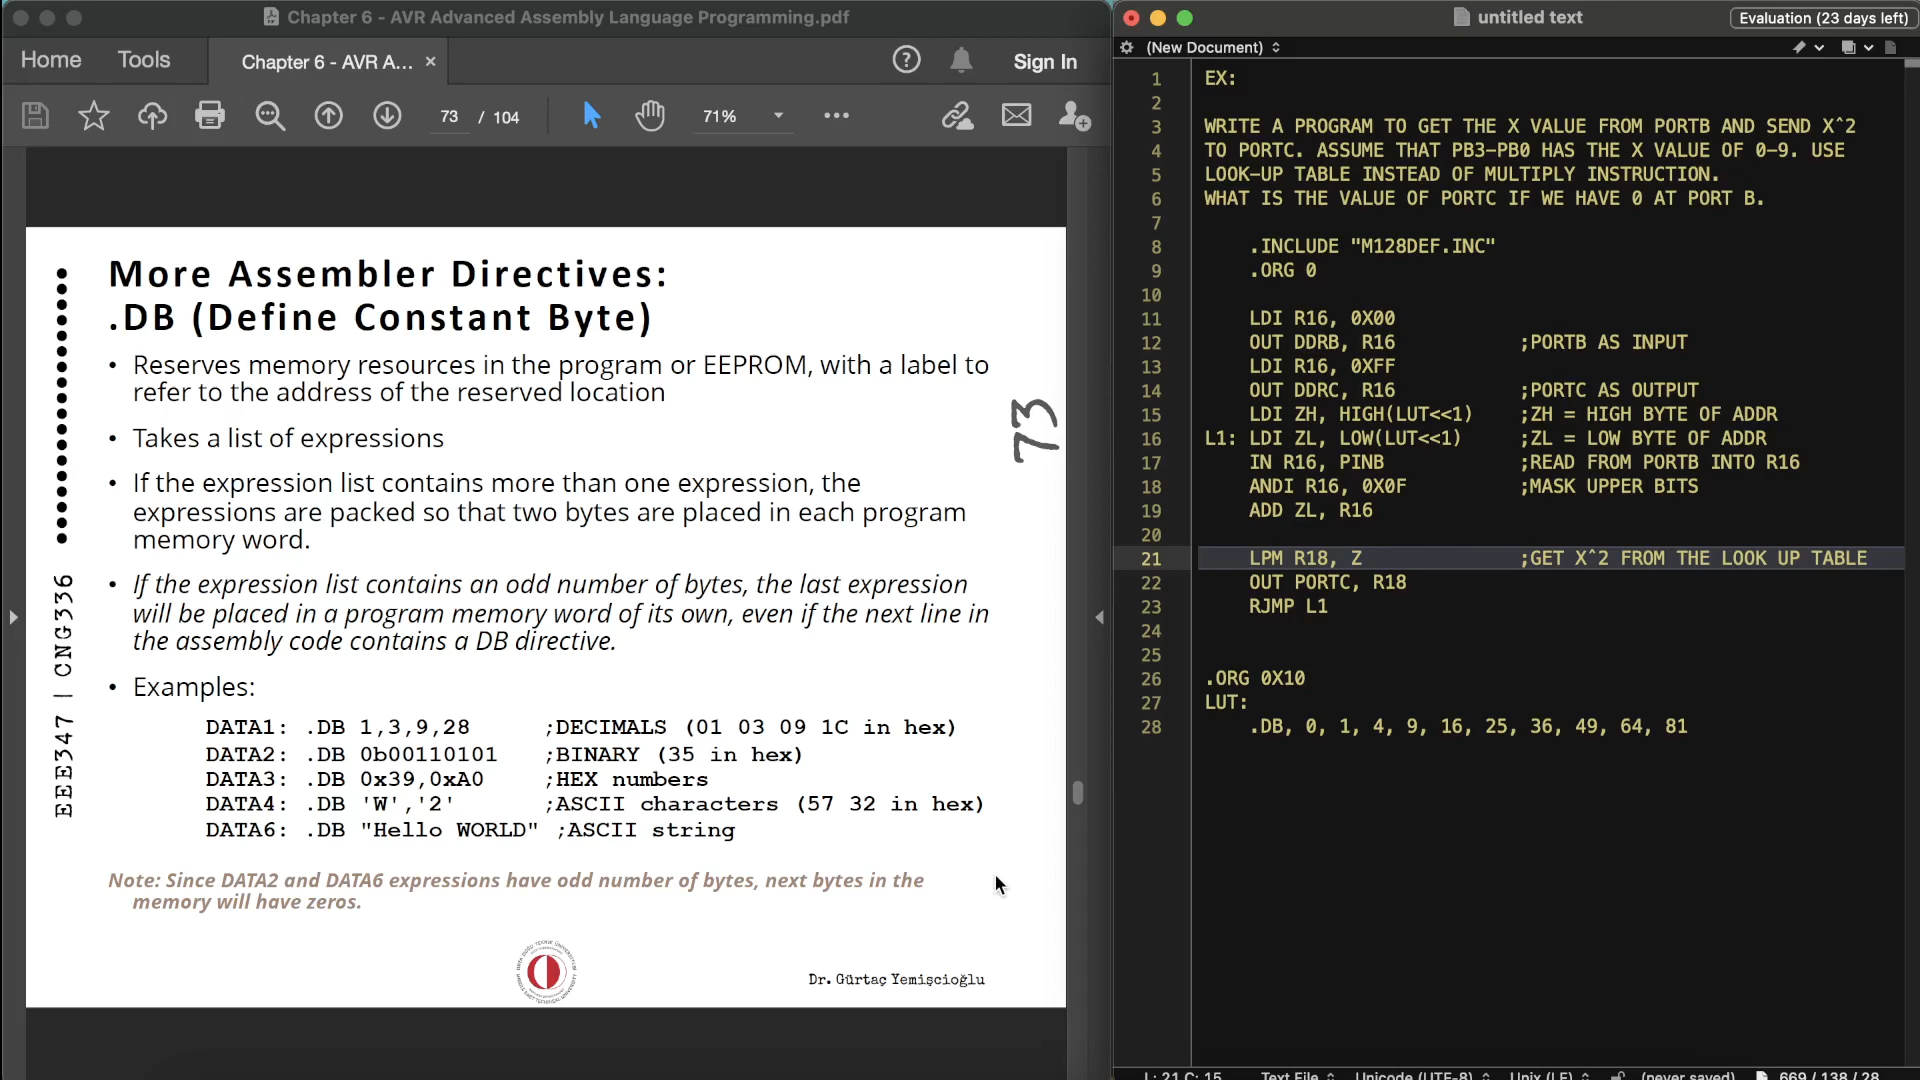 Chapter 6 - AVR Advanced Assembly Language Programming.pdf
Home Tools Chapter 6 - AVR A... × Sign In
73 / 104 71%
More Assembler Directives:
.DB (Define Constant Byte)
• Reserves memory resources in the program or EEPROM, with a label to
refer to the address of the reserved location
• Takes a list of expressions
• If the expression list contains more than one expression, the
expressions are packed so that two bytes are placed in each program
memory word.
• If the expression list contains an odd number of bytes, the last expression
will be placed in a program memory word of its own, even if the next line in
the assembly code contains a DB directive.
• Examples:
DATA1: .DB 1,3,9,28 ;DECIMALS (01 03 09 1C in hex)
DATA2: .DB 0b00110101 ;BINARY (35 in hex)
DATA3: .DB 0x39,0xA0 ;HEX numbers
DATA4: .DB 'W','2' ;ASCII characters (57 32 in hex)
DATA6: .DB "Hello WORLD" ;ASCII string
Note: Since DATA2 and DATA6 expressions have odd number of bytes, next bytes in the
memory will have zeros.
Dr. Gürtaç Yemişcioğlu
EEE347 | CNG336
73
untitled text Evaluation (23 days left)
(New Document)
1 EX:
2
3 WRITE A PROGRAM TO GET THE X VALUE FROM PORTB AND SEND X^2
4 TO PORTC. ASSUME THAT PB3-PB0 HAS THE X VALUE OF 0-9. USE
5 LOOK-UP TABLE INSTEAD OF MULTIPLY INSTRUCTION.
6 WHAT IS THE VALUE OF PORTC IF WE HAVE 0 AT PORT B.
7
8 .INCLUDE "M128DEF.INC"
9 .ORG 0
10
11 LDI R16, 0X00
12 OUT DDRB, R16 ;PORTB AS INPUT
13 LDI R16, 0XFF
14 OUT DDRC, R16 ;PORTC AS OUTPUT
15 LDI ZH, HIGH(LUT<<1) ;ZH = HIGH BYTE OF ADDR
16 L1: LDI ZL, LOW(LUT<<1) ;ZL = LOW BYTE OF ADDR
17 IN R16, PINB ;READ FROM PORTB INTO R16
18 ANDI R16, 0X0F ;MASK UPPER BITS
19 ADD ZL, R16
20
21 LPM R18, Z ;GET X^2 FROM THE LOOK UP TABLE
22 OUT PORTC, R18
23 RJMP L1
24
25
26 .ORG 0X10
27 LUT:
28 .DB, 0, 1, 4, 9, 16, 25, 36, 49, 64, 81
L: 21 C: 15 Text File Unicode (UTF-8) Unix (LF) (never saved) 669 / 138 / 28